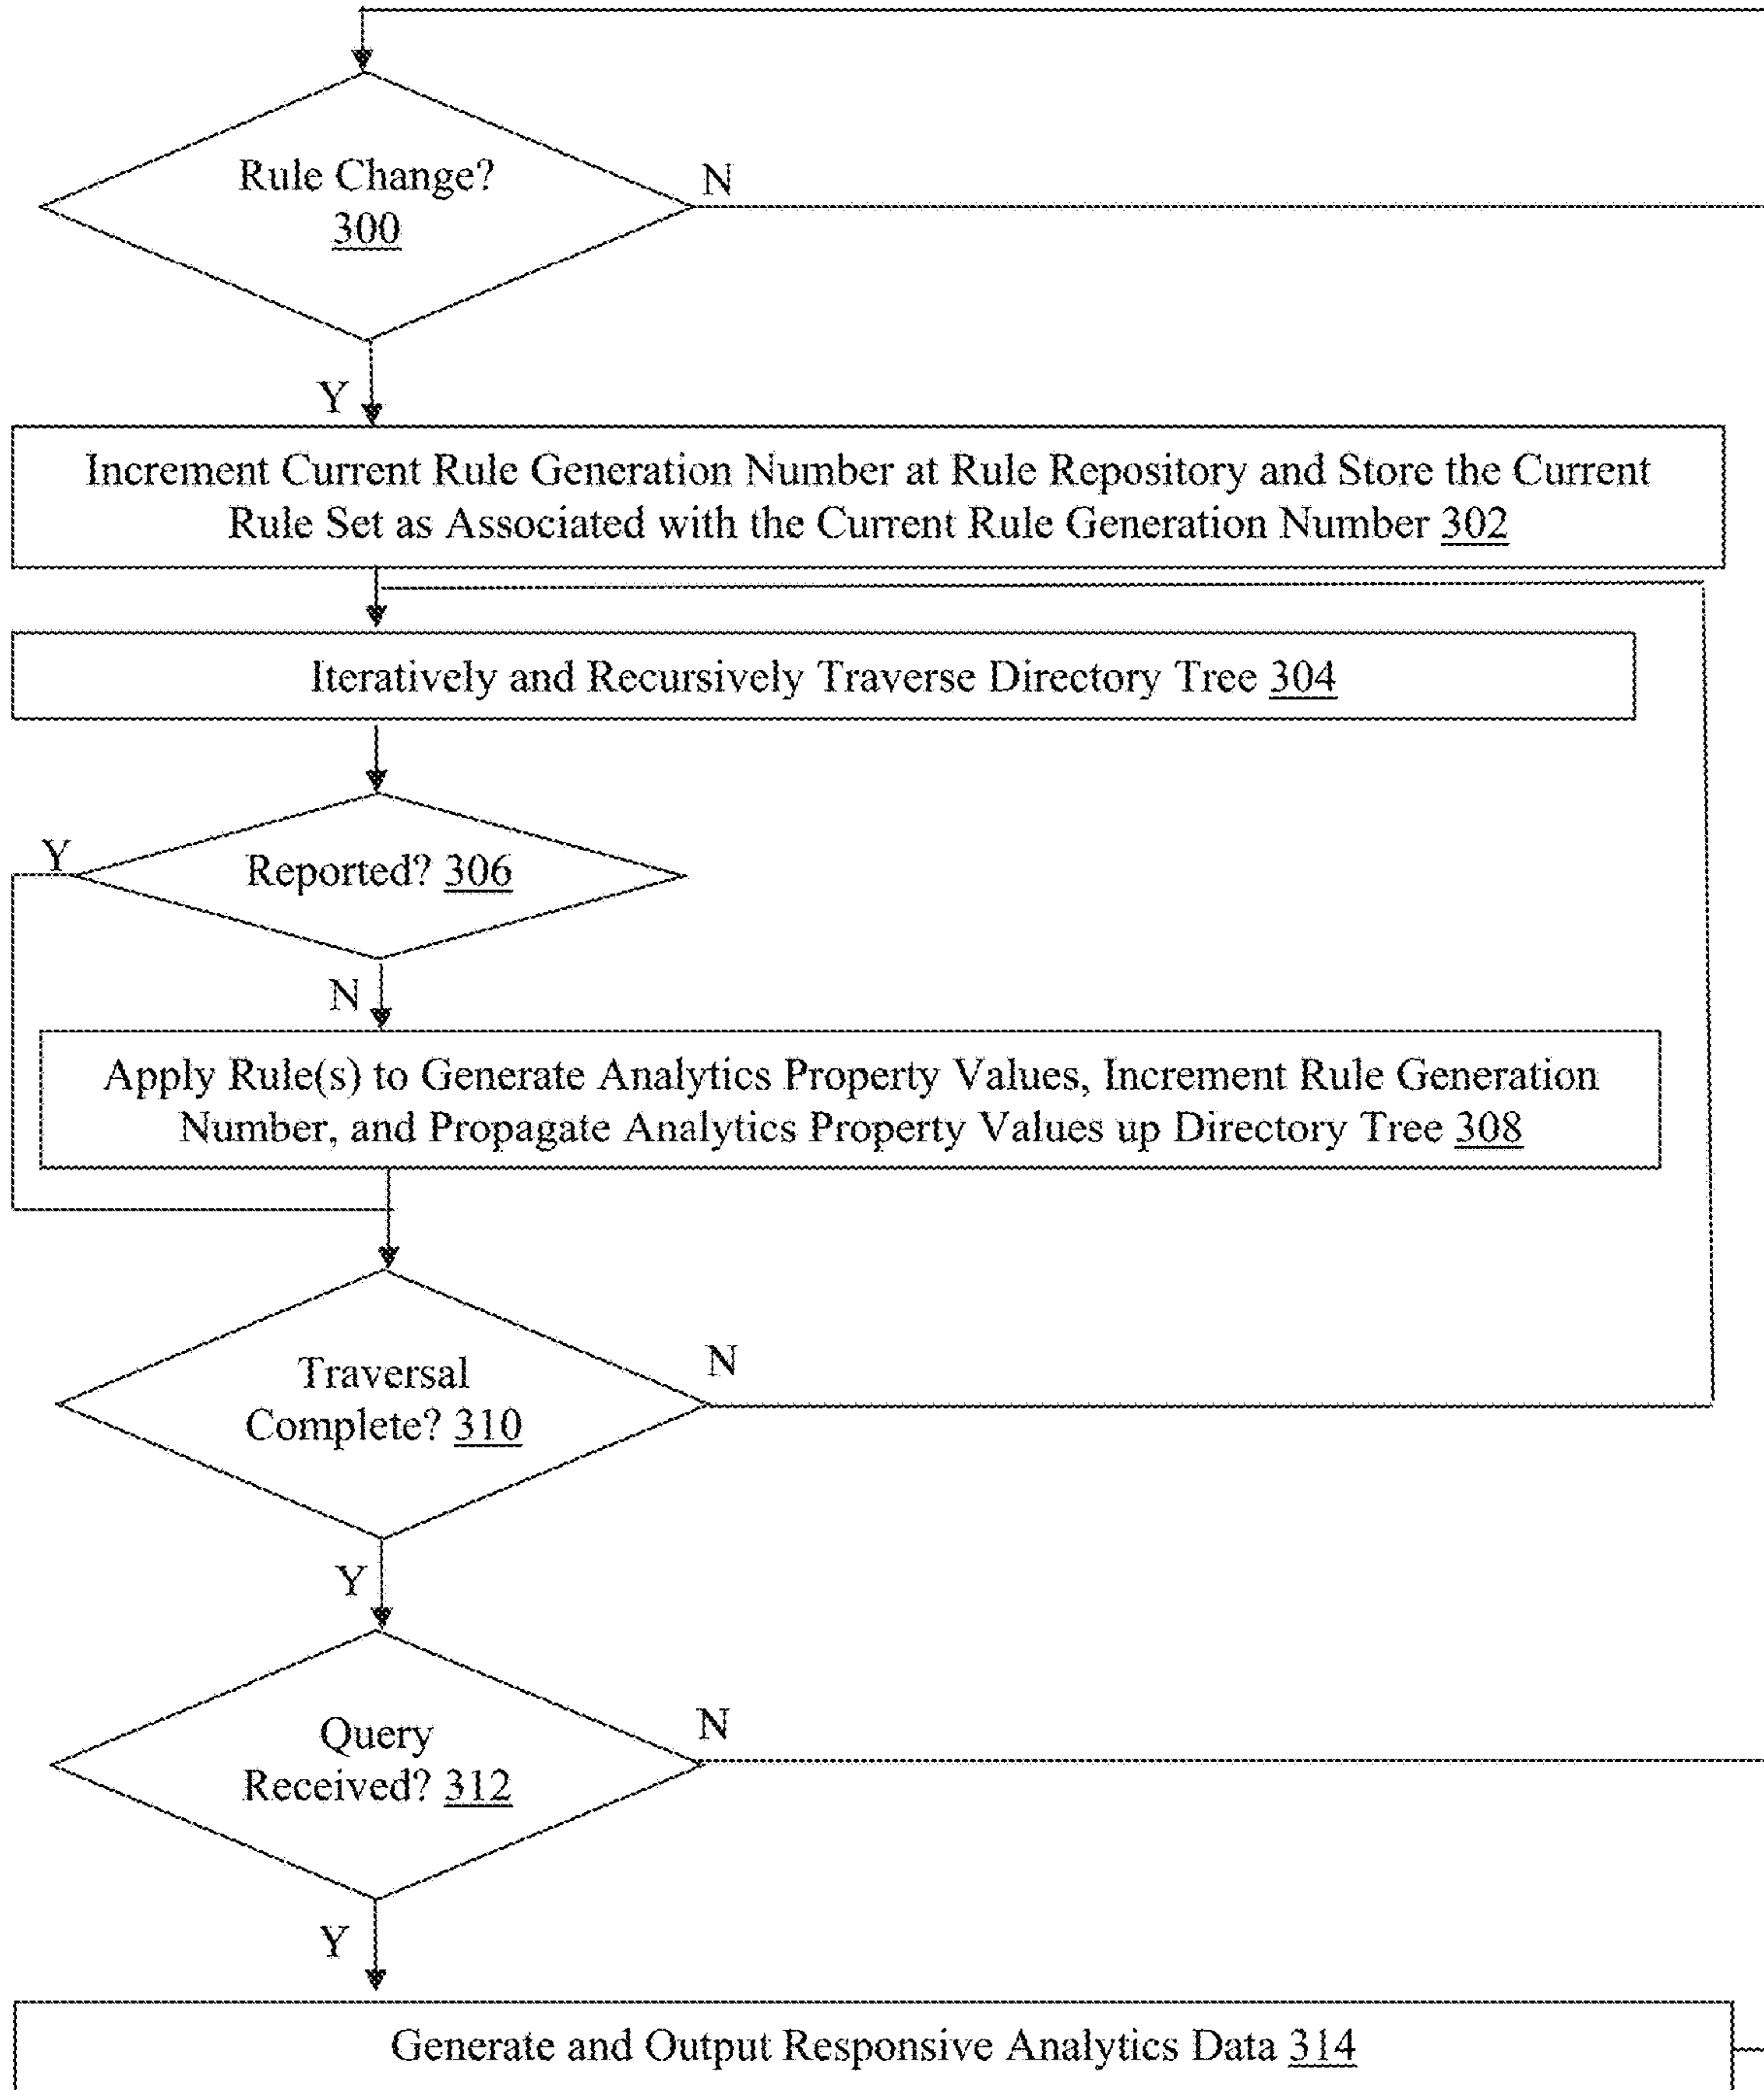 Rule Change?
300
N
Y
Increment Current Rule Generation Number at Rule Repository and Store the Current
Rule Set as Associated with the Current Rule Generation Number 302
Iteratively and Recursively Traverse Directory Tree 304
Y
Reported? 306
N
Apply Rule(s) to Generate Analytics Property Values, Increment Rule Generation
Number, and Propagate Analytics Property Values up Directory Tree 308
Traversal
Complete? 310
N
Y
Query
Received? 312
N
Y
Generate and Output Responsive Analytics Data 314